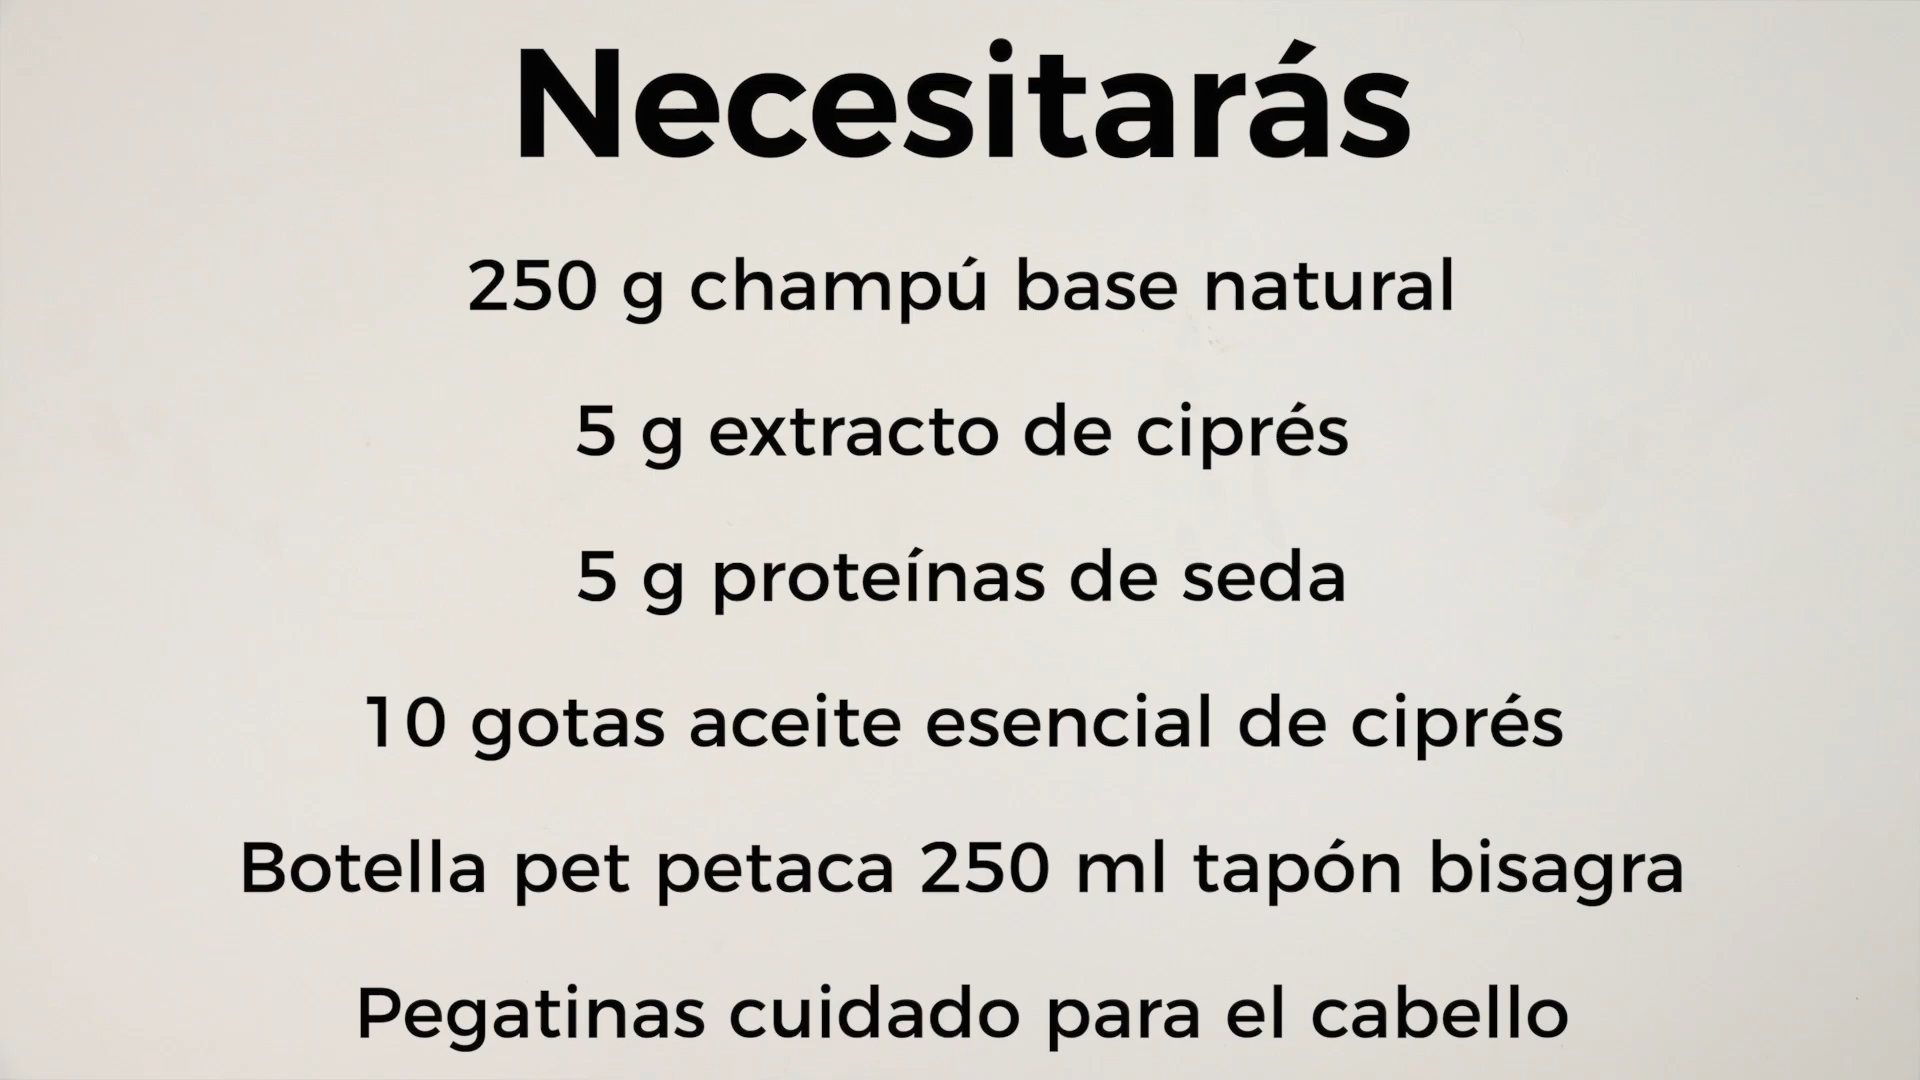 Necesitarás
250 g champú base natural
5 g extracto de ciprés
5 g proteínas de seda
10 gotas aceite esencial de ciprés
Botella pet petaca 250 ml tapón bisagra
Pegatinas cuidado para el cabello